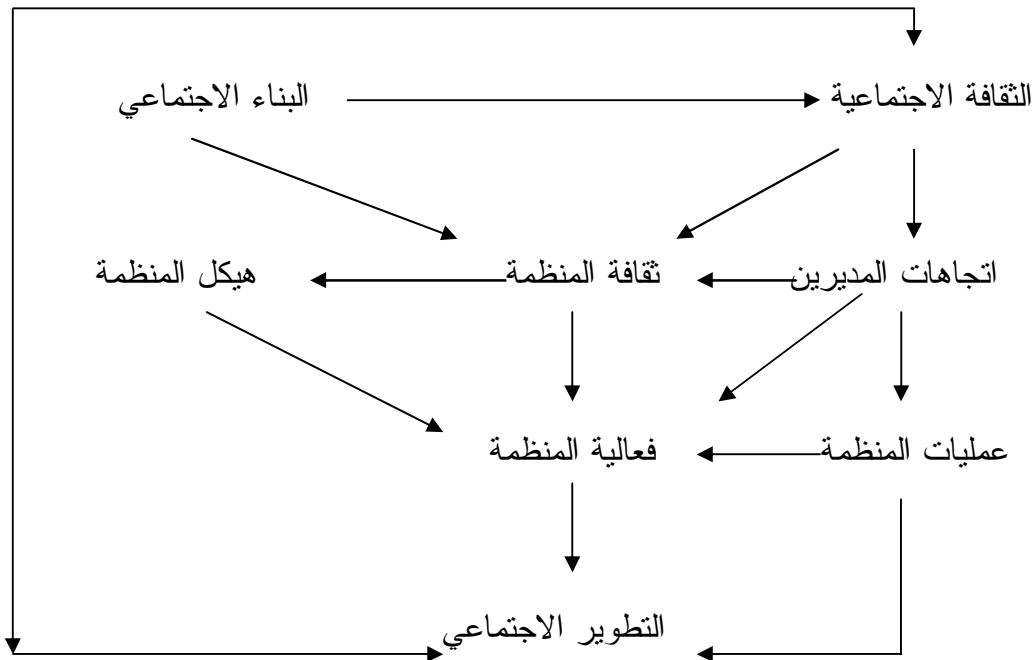 الثقافة الاجتماعية البناء الاجتماعي
اتجاهات المديرين ثقافة المنظمة هيكل المنظمة
عمليات المنظمة فعالية المنظمة
التطوير الاجتماعي